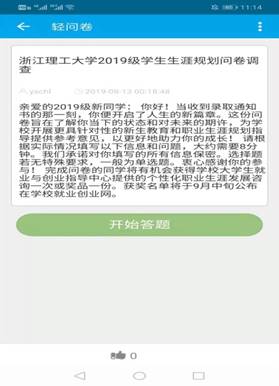 11:14
轻问卷
浙江理工大学2019级学生生涯规划问卷调
查
yxchl 2019-08-13 00:18:48
亲爱的2019级新同学： 你好！当收到录取通知
书的那一刻，你便开启了人生的新篇章。这份问
卷旨在了解你当下的状态和对未来的期许，为学
校开展更具针对性的新生教育和职业生涯规划指
导提供参考意见，以更好地助力你的成长！ 请根
据实际情况填写以下信息和问题，大约需要8分
钟。我们承诺对你填写的所有信息保密。选择题
若无特殊要求，一般为单选题。衷心感谢你的参
与！ 完成问卷的同学将有机会获得学校大学生就
业与创业指导中心提供的个性化职业生涯发展咨
询一次或奖品一份。获奖名单将于9月中旬公布
在学校就业创业网。
开始答题
0